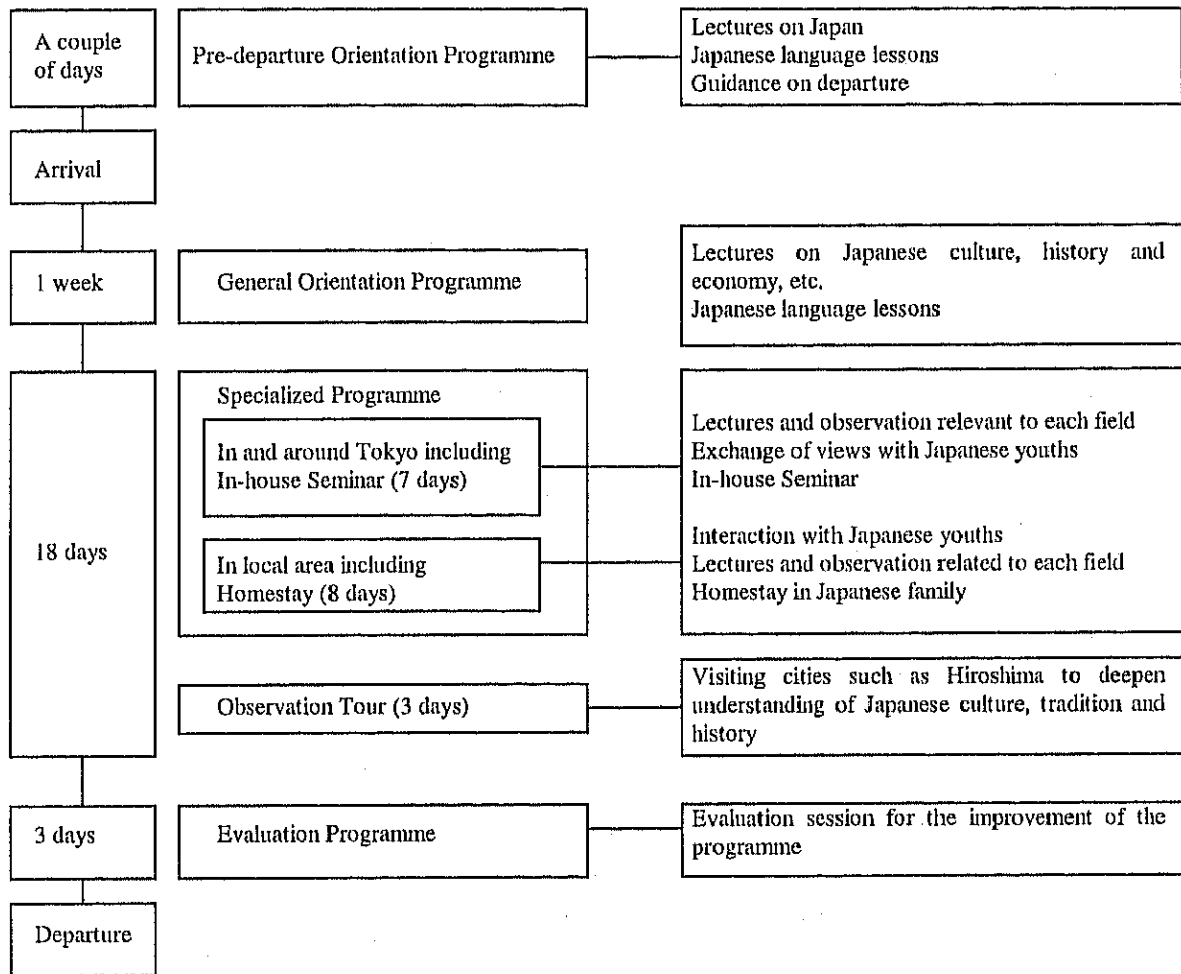 A couple
of days
Pre-departure Orientation Programme
Lectures on Japan
Japanese language lessons
Guidance on departure
Arrival
1 week
General Orientation Programme
Lectures on Japanese culture, history and
economy, etc.
Japanese language lessons
18 days
Specialized Programme
In and around Tokyo including
In-house Seminar (7 days)
Lectures and observation relevant to each field
Exchange of views with Japanese youths
In-house Seminar
In local area including
Homestay (8 days)
Interaction with Japanese youths
Lectures and observation related to each field
Homestay in Japanese family
Observation Tour (3 days)
Visiting cities such as Hiroshima to deepen
understanding of Japanese culture, tradition and
history
3 days
Evaluation Programme
Evaluation session for the improvement of the
programme
Departure